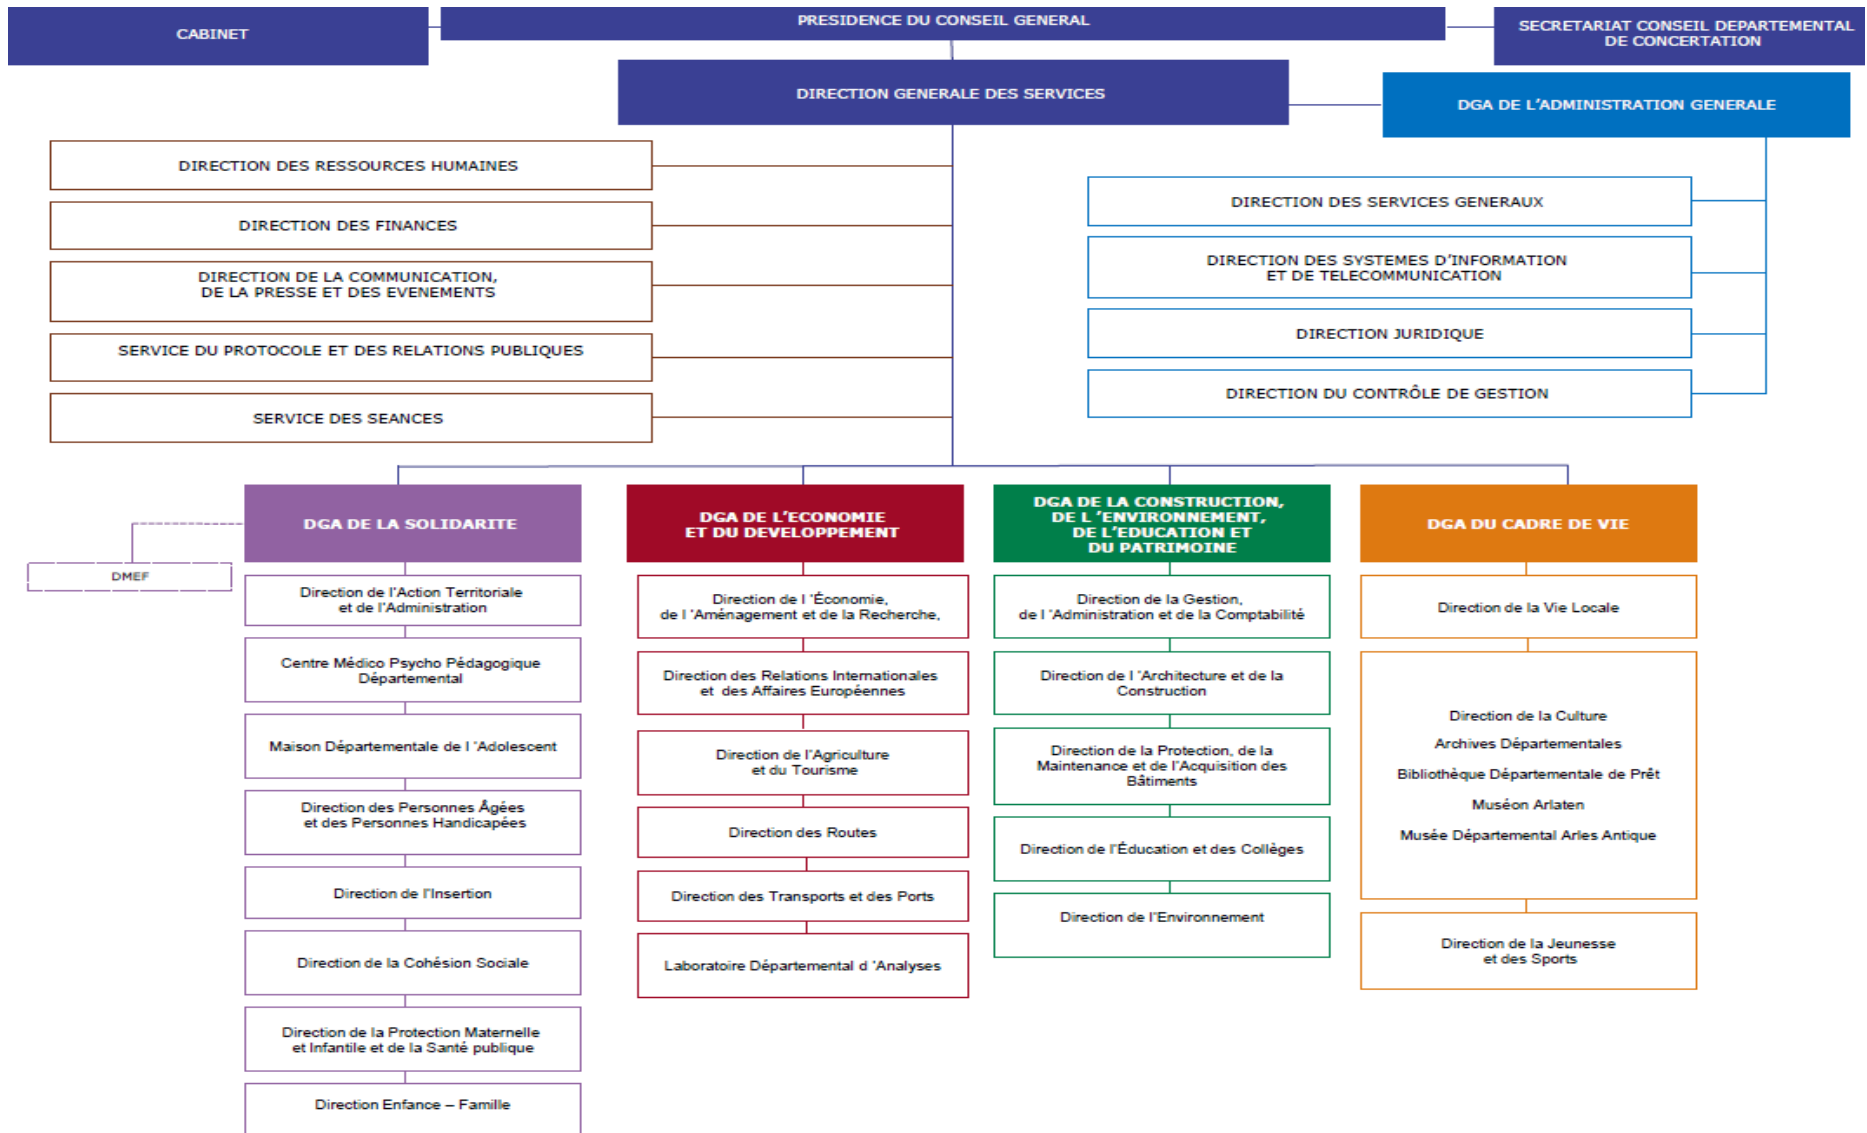 CABINET
PRESIDENCE DU CONSEIL GENERAL
SECRETARIAT CONSEIL DEPARTEMENTAL
DE CONCERTATION
DIRECTION GENERALE DES SERVICES
DGA DE L'ADMINISTRATION GENERALE
DIRECTION DES RESSOURCES HUMAINES
DIRECTION DES FINANCES
DIRECTION DE LA COMMUNICATION,
DE LA PRESSE ET DES EVENEMENTS
SERVICE DU PROTOCOLE ET DES RELATIONS PUBLIQUES
SERVICE DES SEANCES
DIRECTION DES SERVICES GENERAUX
DIRECTION DES SYSTEMES D'INFORMATION
ET DE TELECOMMUNICATION
DIRECTION JURIDIQUE
DIRECTION DU CONTRÔLE DE GESTION
DGA DE LA SOLIDARITE
DMEF
Direction de l'Action Territoriale
et de l'Administration
Centre Médico Psycho Pédagogique
Départemental
Maison Départementale de l 'Adolescent
Direction des Personnes Âgées
et des Personnes Handicapées
Direction de l'Insertion
Direction de la Cohésion Sociale
Direction de la Protection Maternelle
et Infantile et de la Santé publique
Direction Enfance – Famille
DGA DE L'ECONOMIE
ET DU DEVELOPPEMENT
Direction de l 'Économie,
de l 'Aménagement et de la Recherche,
Direction des Relations Internationales
et des Affaires Européennes
Direction de l'Agriculture
et du Tourisme
Direction des Routes
Direction des Transports et des Ports
Laboratoire Départemental d 'Analyses
DGA DE LA CONSTRUCTION,
DE L 'ENVIRONNEMENT,
DE L'EDUCATION ET
DU PATRIMOINE
Direction de la Gestion,
de l 'Administration et de la Comptabilité
Direction de l 'Architecture et de la
Construction
Direction de la Protection, de la
Maintenance et de l'Acquisition des
Bâtiments
Direction de l'Éducation et des Collèges
Direction de l'Environnement
DGA DU CADRE DE VIE
Direction de la Vie Locale
Direction de la Culture
Archives Départementales
Bibliothèque Départementale de Prêt
Muséon Arlaten
Musée Départemental Arles Antique
Direction de la Jeunesse
et des Sports